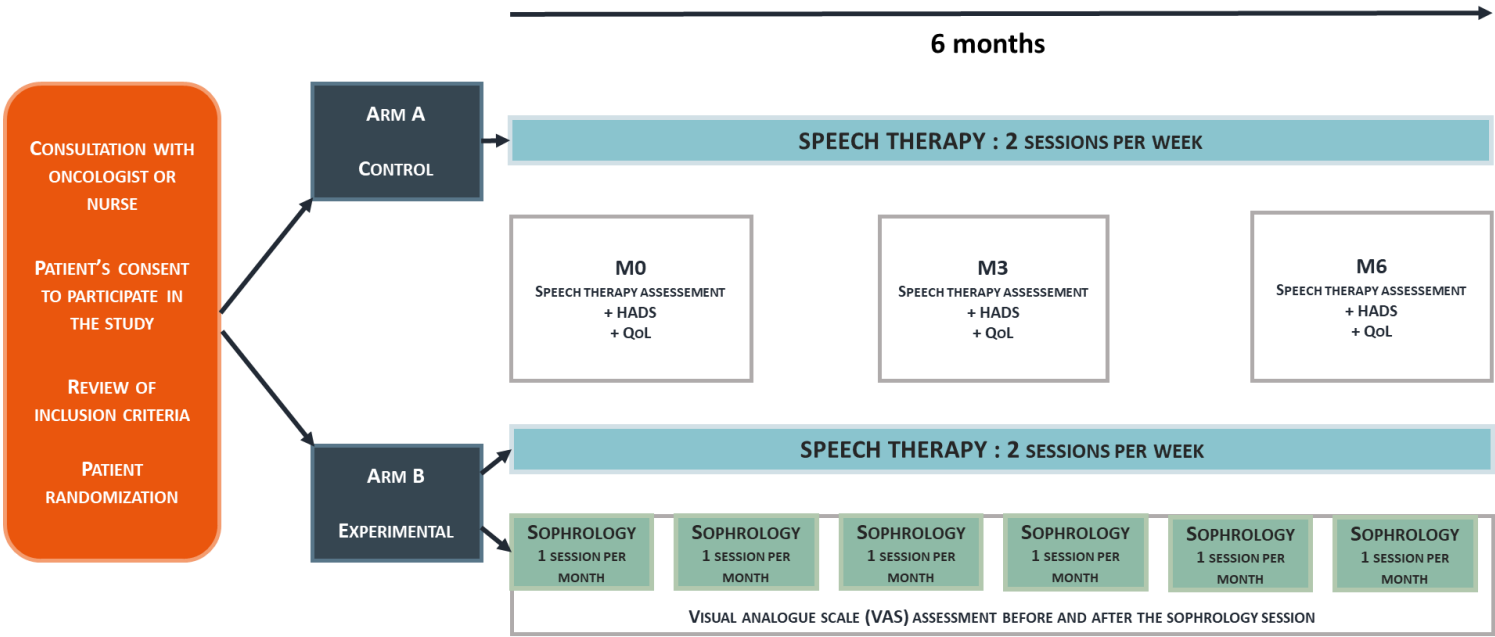 6 months
CONSULTATION WITH
ONCOLOGIST OR
NURSE
PATIENT'S CONSENT
TO PARTICIPATE IN
THE STUDY
REVIEW OF
INCLUSION CRITERIA
PATIENT
RANDOMIZATION
ARM A
CONTROL
SPEECH THERAPY : 2 SESSIONS PER WEEK
M0
SPEECH THERAPY ASSESSEMENT
+ HADS
+ QOL
M3
SPEECH THERAPY ASSESSEMENT
+ HADS
+ QOL
M6
SPEECH THERAPY ASSESSEMENT
+ HADS
+ QOL
ARM B
EXPERIMENTAL
SPEECH THERAPY : 2 SESSIONS PER WEEK
SOPHROLOGY
1 SESSION PER
MONTH
SOPHROLOGY
1 SESSION PER
MONTH
SOPHROLOGY
1 SESSION PER
MONTH
SOPHROLOGY
1 SESSION PER
MONTH
SOPHROLOGY
1 SESSION PER
MONTH
SOPHROLOGY
1 SESSION PER
MONTH
VISUAL ANALOGUE SCALE (VAS) ASSESSMENT BEFORE AND AFTER THE SOPHROLOGY SESSION